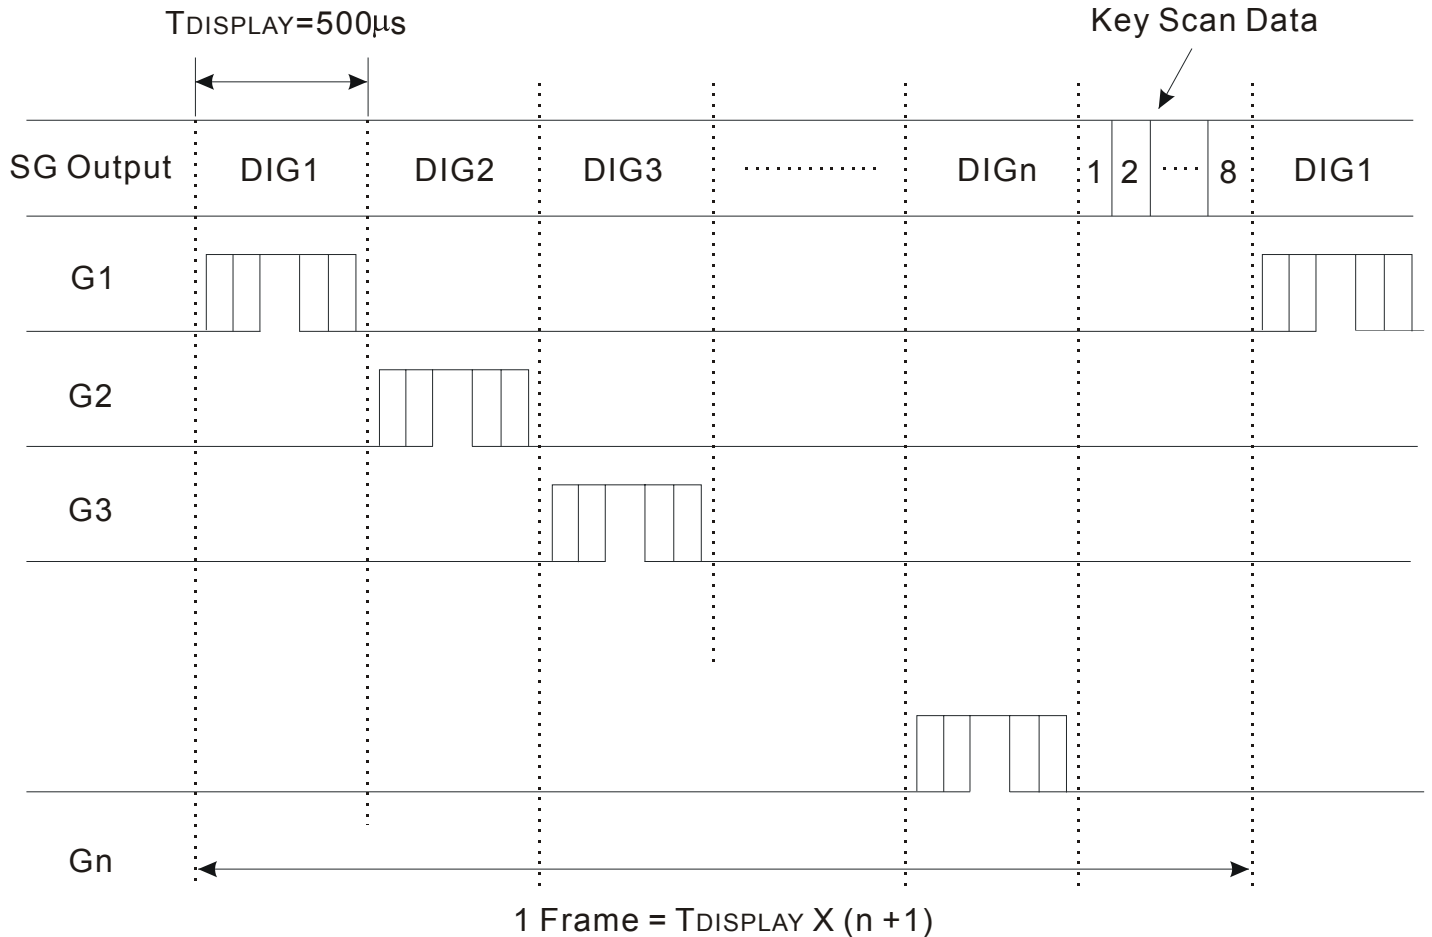 TDISPLAY=500μs
Key Scan Data
SG Output DIG1 DIG2 DIG3 .............. DIGn 1 2 ···· 8 DIG1
G1
G2
G3
Gn
1 Frame = TDISPLAY X (n +1)